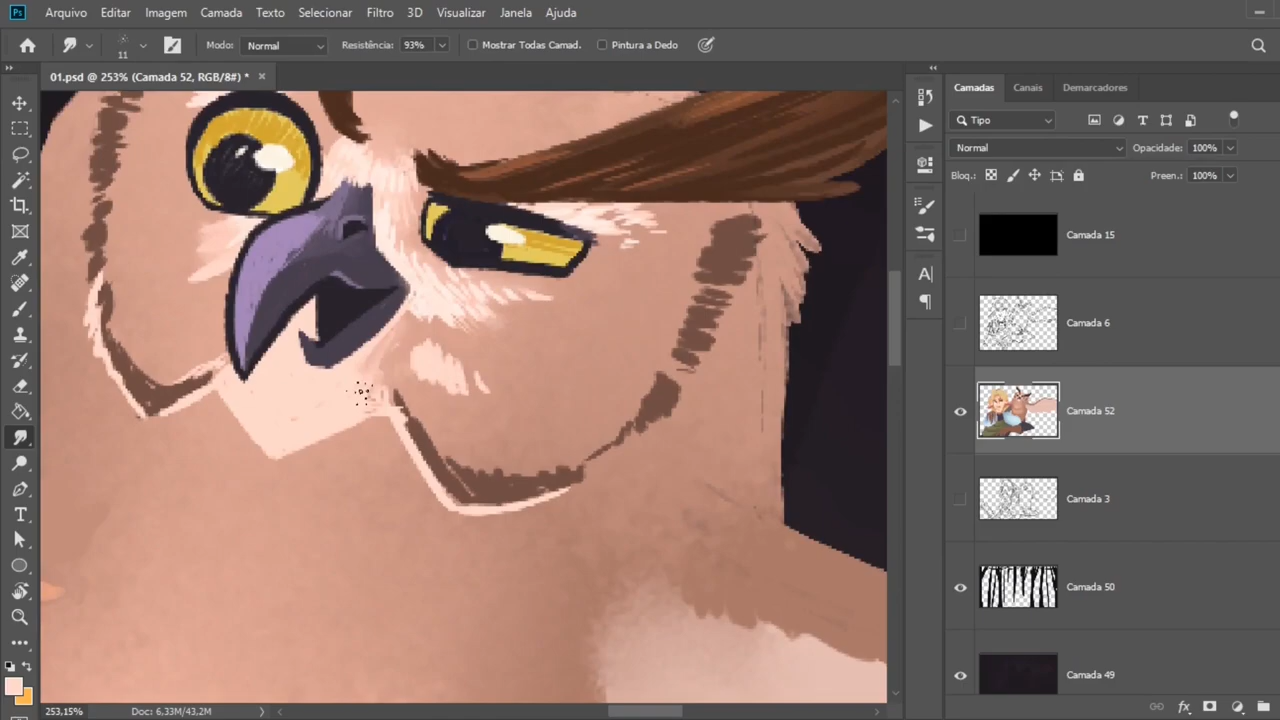 Ps Arquivo Editar Imagem Camada Texto Selecionar Filtro 3D Visualizar Janela Ajuda
11 Modo: Normal Resistência: 93% Mostrar Todas Camad. Pintura a Dedo
01.psd @ 253% (Camada 52, RGB/8#) * ×
Camadas Canais Demarcadores
Tipo
Normal Opacidade: 100%
Bloq.: Preen.: 100%
Camada 15
Camada 6
Camada 52
Camada 3
Camada 50
Camada 49
253,15% Doc: 6,33M/43,2M